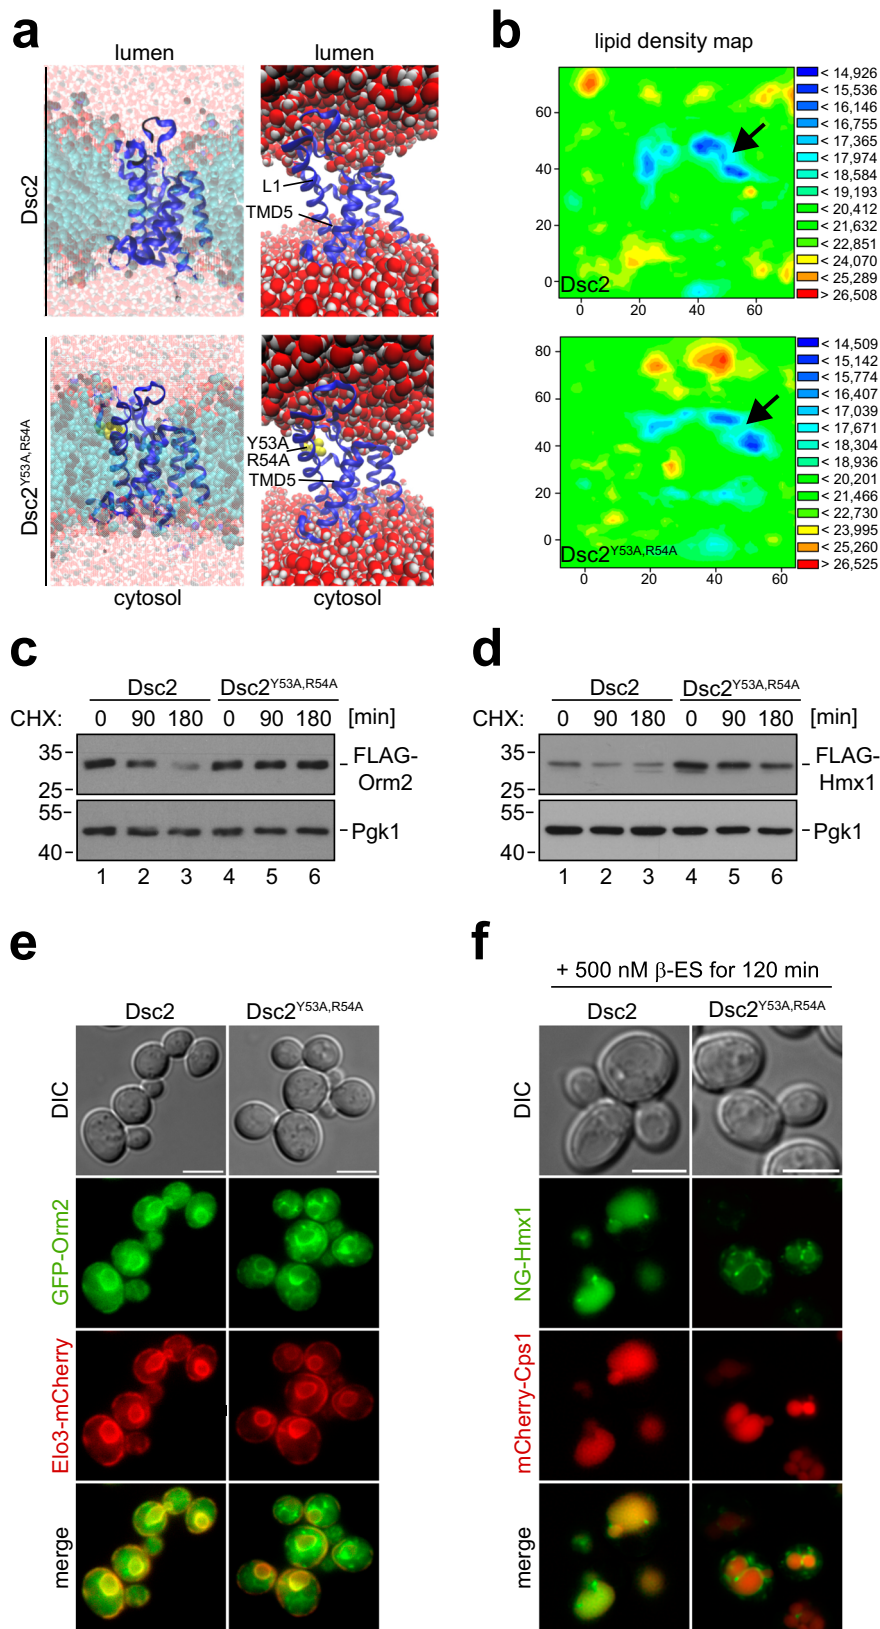 a
lumen
lumen
Dsc2
L1
TMD5
Dsc2Y53A,R54A
Y53A
R54A
TMD5
cytosol
cytosol
b
lipid density map
60
40
20
0
Dsc2
0 20 40 60
< 14,926
< 15,536
< 16,146
< 16,755
< 17,365
< 17,974
< 18,584
< 19,193
< 20,412
< 21,632
< 22,851
< 24,070
< 25,289
> 26,508
80
60
40
20
0
Dsc2Y53A,R54A
0 20 40 60
< 14,509
< 15,142
< 15,774
< 16,407
< 17,039
< 17,671
< 18,304
< 18,936
< 20,201
< 21,466
< 22,730
< 23,995
< 25,260
> 26,525
c
Dsc2 Dsc2Y53A,R54A
CHX: 0 90 180 0 90 180 [min]
35
25
FLAG-
Orm2
55
40
Pgk1
1 2 3 4 5 6
d
Dsc2 Dsc2Y53A,R54A
CHX: 0 90 180 0 90 180 [min]
35
25
FLAG-
Hmx1
55
40
Pgk1
1 2 3 4 5 6
e
Dsc2 Dsc2Y53A,R54A
DIC
GFP-Orm2
Elo3-mCherry
merge
f
+ 500 nM β-ES for 120 min
Dsc2 Dsc2Y53A,R54A
DIC
NG-Hmx1
mCherry-Cps1
merge